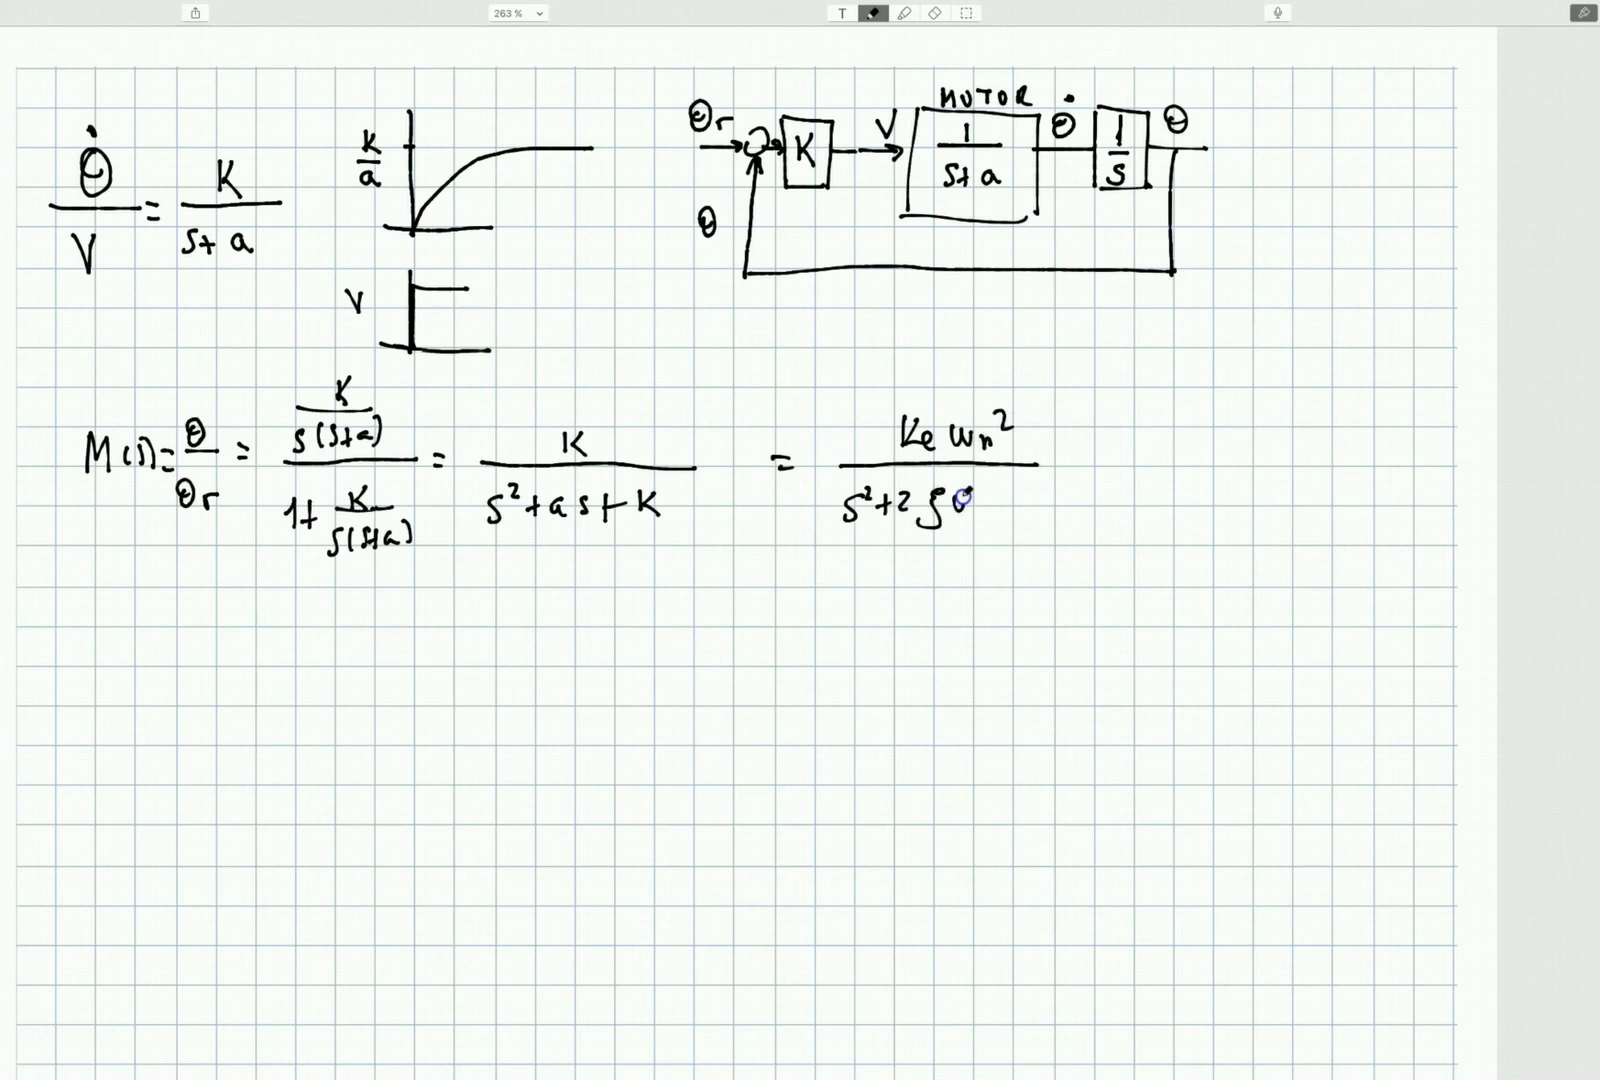 263 %
T
θ̇/V = K/(s+a)
K/a
V
MOTOR
θr K V 1/(s+a) θ̇ 1/s θ
θ
M(s) = θ/θr = (K/(s(s+a)))/(1+K/(s(s+a))) = K/(s²+as+K) = Ke ωn²/(s²+2ζ